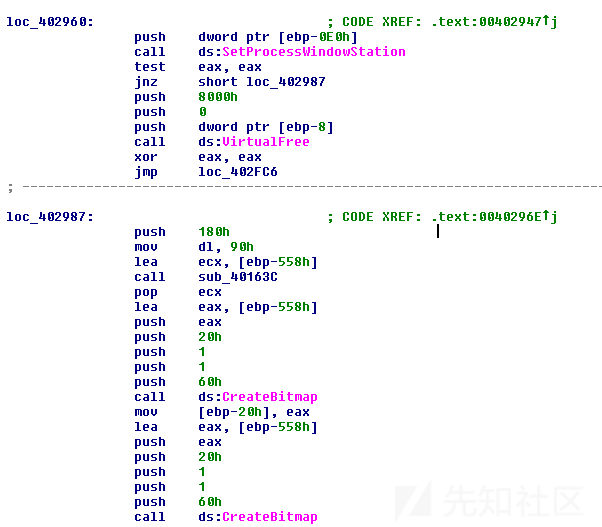 loc_402960: ; CODE XREF: .text:00402947↑j
push dword ptr [ebp-0E0h]
call ds:SetProcessWindowStation
test eax, eax
jnz short loc_402987
push 8000h
push 0
push dword ptr [ebp-8]
call ds:VirtualFree
xor eax, eax
jmp loc_402FC6
; ---------------------------------------------------------------------------
loc_402987: ; CODE XREF: .text:0040296E↑j
push 180h
mov dl, 90h
lea ecx, [ebp-558h]
call sub_40163C
pop ecx
lea eax, [ebp-558h]
push eax
push 20h
push 1
push 1
push 60h
call ds:CreateBitmap
mov [ebp-20h], eax
lea eax, [ebp-558h]
push eax
push 20h
push 1
push 1
push 60h
call ds:CreateBitmap
先知社区